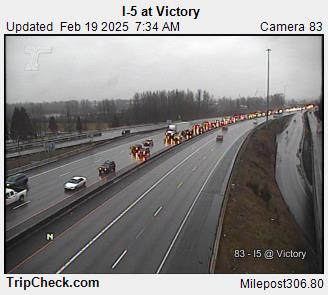 I-5 at Victory
Updated Feb 19 2025 7:34 AM Camera 83
N
83 - I5 @ Victory
TripCheck.com Milepost306.80